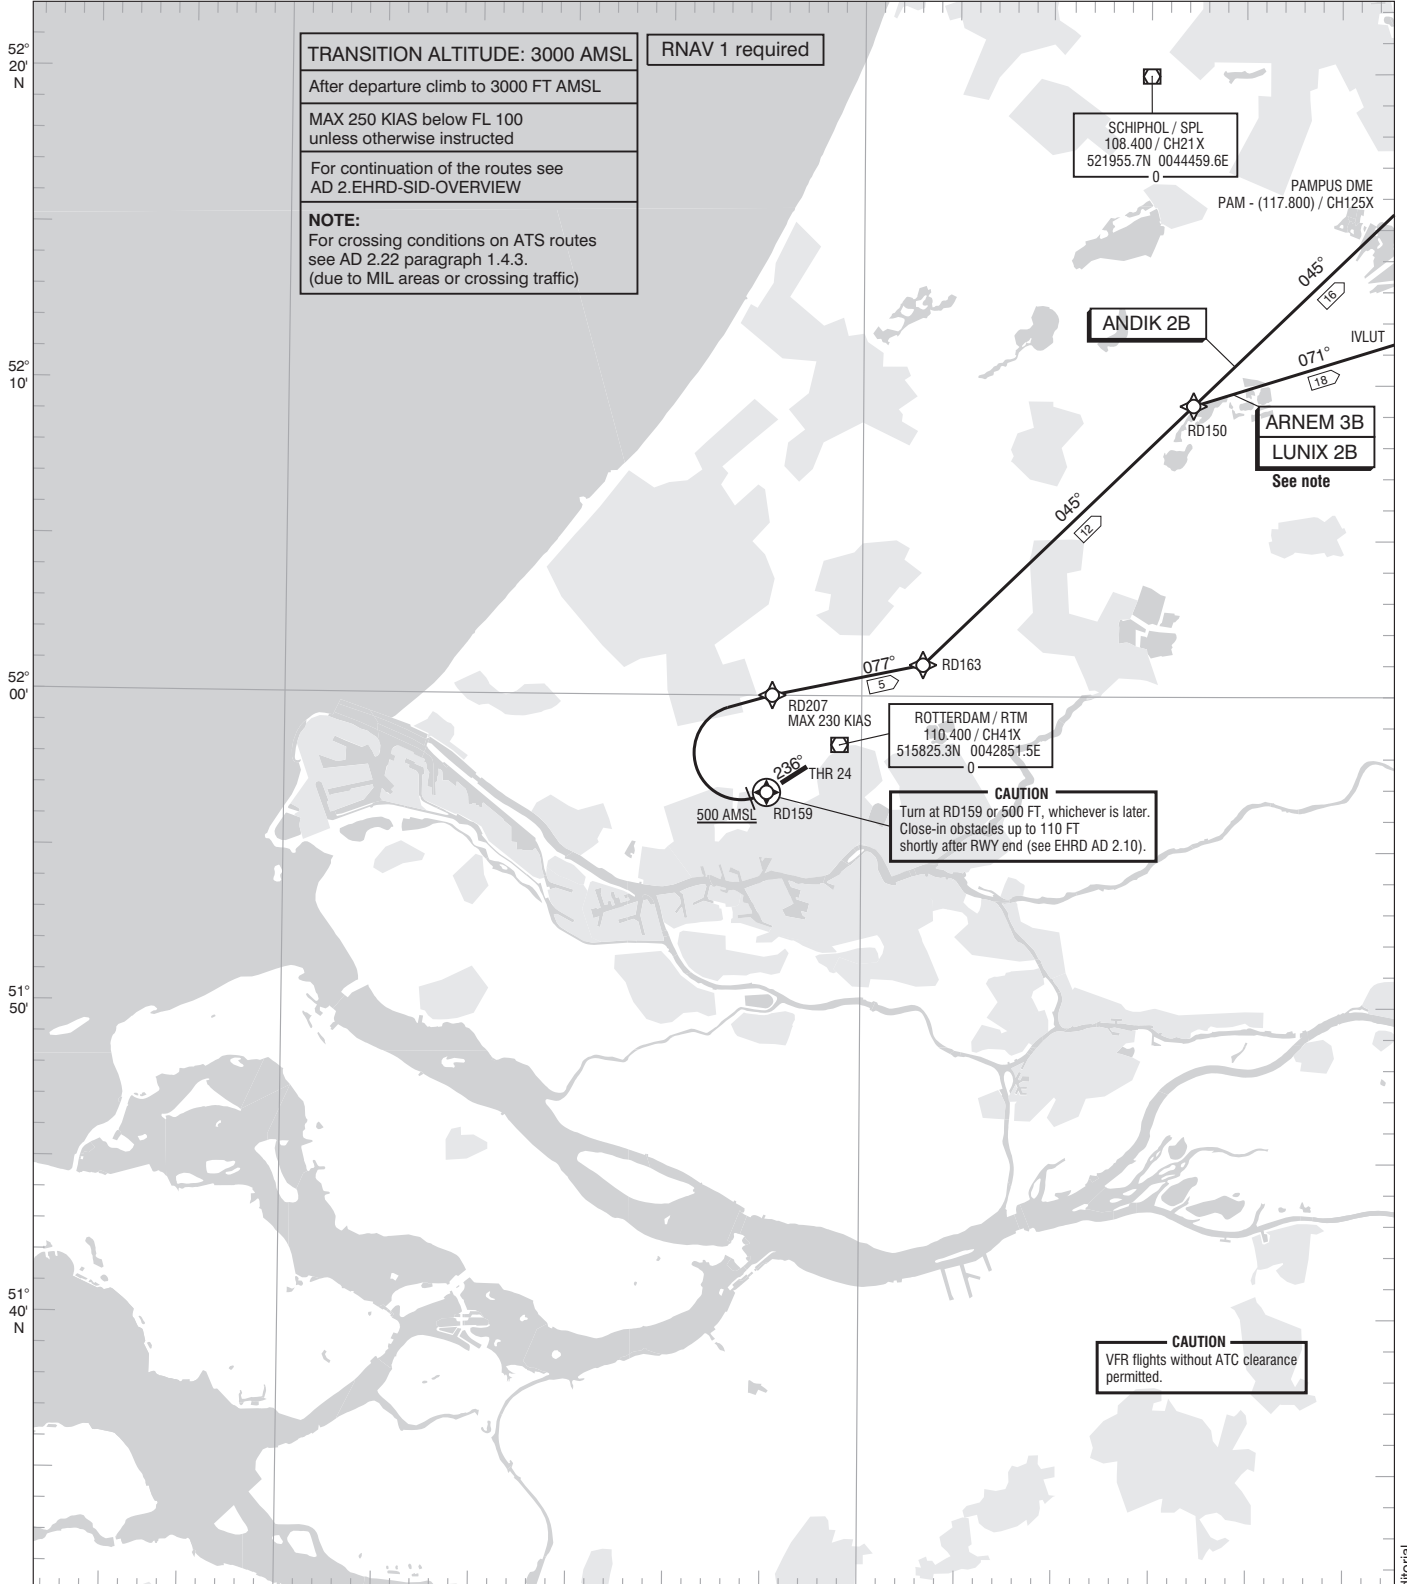 52°
20'
N
TRANSITION ALTITUDE: 3000 AMSL
After departure climb to 3000 FT AMSL
MAX 250 KIAS below FL 100
unless otherwise instructed
For continuation of the routes see
AD 2.EHRD-SID-OVERVIEW
NOTE:
For crossing conditions on ATS routes
see AD 2.22 paragraph 1.4.3.
(due to MIL areas or crossing traffic)
RNAV 1 required
SCHIPHOL / SPL
108.400 / CH21X
521955.7N 0044459.6E
0
PAMPUS DME
PAM - (117.800) / CH125X
045°
16
ANDIK 2B
IVLUT
071°
18
52°
10'
RD150
ARNEM 3B
LUNIX 2B
See note
045°
12
077°
5
RD163
52°
00'
RD207
MAX 230 KIAS
ROTTERDAM / RTM
110.400 / CH41X
515825.3N 0042851.5E
0
236°
THR 24
500 AMSL
RD159
CAUTION
Turn at RD159 or 500 FT, whichever is later.
Close-in obstacles up to 110 FT
shortly after RWY end (see EHRD AD 2.10).
51°
50'
51°
40'
N
CAUTION
VFR flights without ATC clearance
permitted.